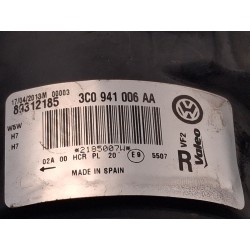 17/04/2013M 00003
89312185
3C0 941 006 AA
W5W
H7
H7
*2185007W*
VF2
R
Valeo
02A 00 HCR PL 20 E9 5507
MADE IN SPAIN